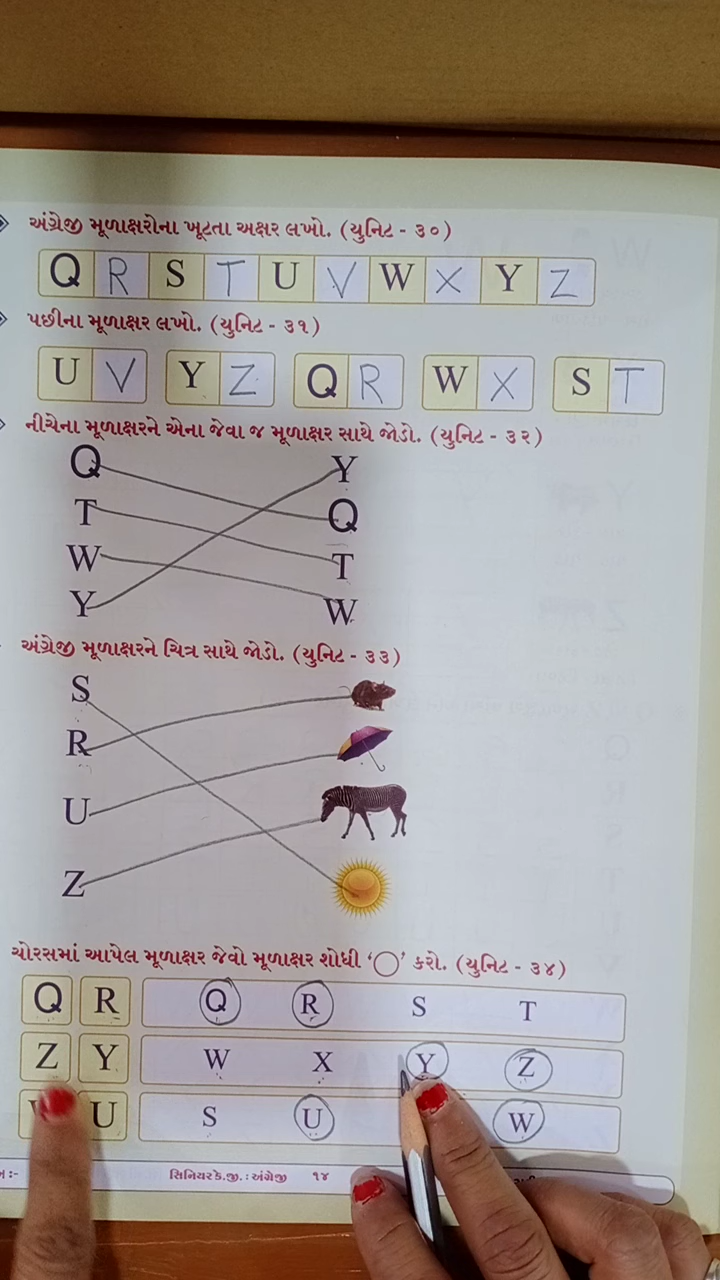 અંગ્રેજી મૂળાક્ષરોના ખૂટતા અક્ષર લખો. (યુનિટ - ૩૦)
Q R S T U V W X Y Z
પછીના મૂળાક્ષર લખો. (યુનિટ - ૩૧)
U V Y Z Q R W X S T
નીચેના મૂળાક્ષરને એના જેવા જ મૂળાક્ષર સાથે જોડો. (યુનિટ - ૩૨)
Q Y
T Q
W T
Y W
અંગ્રેજી મૂળાક્ષરને ચિત્ર સાથે જોડો. (યુનિટ - ૩૩)
S
R
U
Z
ચોરસમાં આપેલ મૂળાક્ષર જેવો મૂળાક્ષર શોધી ‘○’ કરો. (યુનિટ - ૩૪)
Q R Q R S T
Z Y W X Y Z
U S U W
સિનિયર કે.જી. : અંગ્રેજી ૧૪